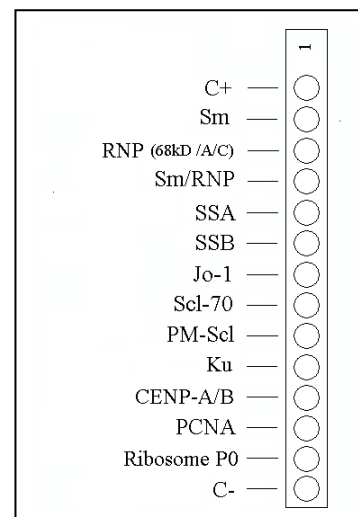 1
C+
Sm
RNP (68kD /A/C)
Sm/RNP
SSA
SSB
Jo-1
Scl-70
PM-Scl
Ku
CENP-A/B
PCNA
Ribosome P0
C-